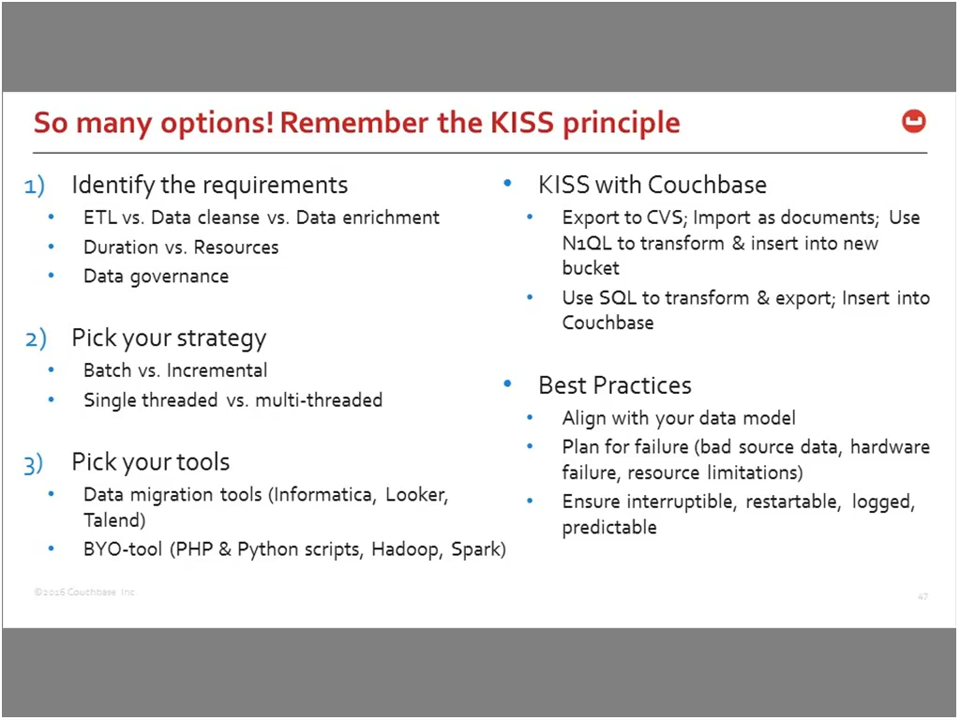 So many options! Remember the KISS principle
1) Identify the requirements
• ETL vs. Data cleanse vs. Data enrichment
• Duration vs. Resources
• Data governance
2) Pick your strategy
• Batch vs. Incremental
• Single threaded vs. multi-threaded
3) Pick your tools
• Data migration tools (Informatica, Looker,
Talend)
• BYO-tool (PHP & Python scripts, Hadoop, Spark)
• KISS with Couchbase
• Export to CVS; Import as documents; Use
N1QL to transform & insert into new
bucket
• Use SQL to transform & export; Insert into
Couchbase
• Best Practices
• Align with your data model
• Plan for failure (bad source data, hardware
failure, resource limitations)
• Ensure interruptible, restartable, logged,
predictable
©2016 Couchbase Inc
47